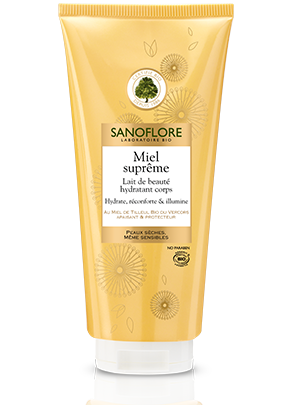 SANOFLORE
LABORATOIRE BIO
Miel
suprême
Lait de beauté
hydratant corps
Hydrate, réconforte & illumine
AU MIEL DE TILLEUL BIO DU VERCORS
APAISANT & PROTECTEUR
PEAUX SÈCHES,
MÊME SENSIBLES
NO PARABEN
BIO